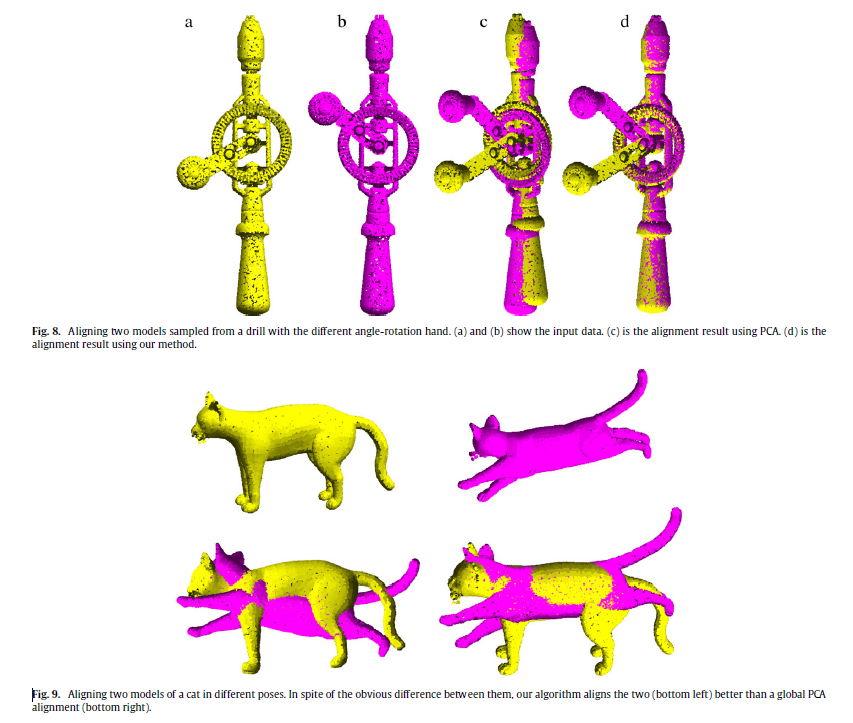 a
b
c
d
Fig. 8. Aligning two models sampled from a drill with the different angle-rotation hand. (a) and (b) show the input data. (c) is the alignment result using PCA. (d) is the
alignment result using our method.
Fig. 9. Aligning two models of a cat in different poses. In spite of the obvious difference between them, our algorithm aligns the two (bottom left) better than a global PCA
alignment (bottom right).